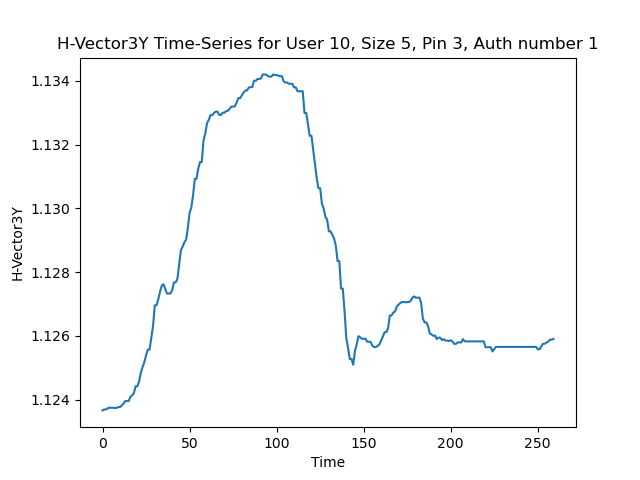 H-Vector3Y Time-Series for User 10, Size 5, Pin 3, Auth number 1
1.134
1.132
1.130
1.128
1.126
1.124
H-Vector3Y
0 50 100 150 200 250
Time